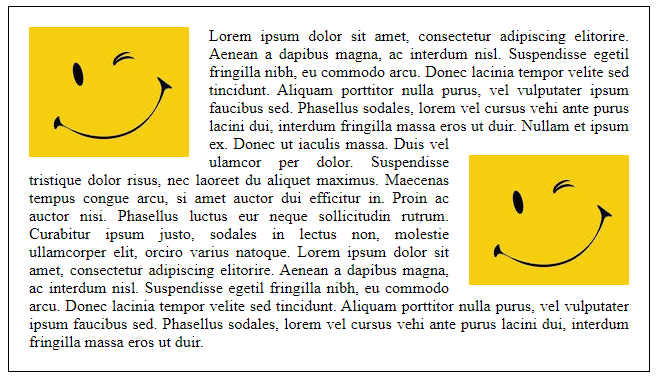 Lorem ipsum dolor sit amet, consectetur adipiscing elitorire.
Aenean a dapibus magna, ac interdum nisl. Suspendisse egetil
fringilla nibh, eu commodo arcu. Donec lacinia tempor velite sed
tincidunt. Aliquam porttitor nulla purus, vel vulputater ipsum
faucibus sed. Phasellus sodales, lorem vel cursus vehi ante purus
lacini dui, interdum fringilla massa eros ut duir. Nullam et ipsum
ex. Donec ut iaculis massa. Duis vel
ulamcor per dolor. Suspendisse
tristique dolor risus, nec laoreet du aliquet maximus. Maecenas
tempus congue arcu, si amet auctor dui efficitur in. Proin ac
auctor nisi. Phasellus luctus eur neque sollicitudin rutrum.
Curabitur ipsum justo, sodales in lectus non, molestie
ullamcorper elit, orciro varius natoque. Lorem ipsum dolor sit
amet, consectetur adipiscing elitorire. Aenean a dapibus magna,
ac interdum nisl. Suspendisse egetil fringilla nibh, eu commodo
arcu. Donec lacinia tempor velite sed tincidunt. Aliquam porttitor nulla purus, vel vulputater
ipsum faucibus sed. Phasellus sodales, lorem vel cursus vehi ante purus lacini dui, interdum
fringilla massa eros ut duir.